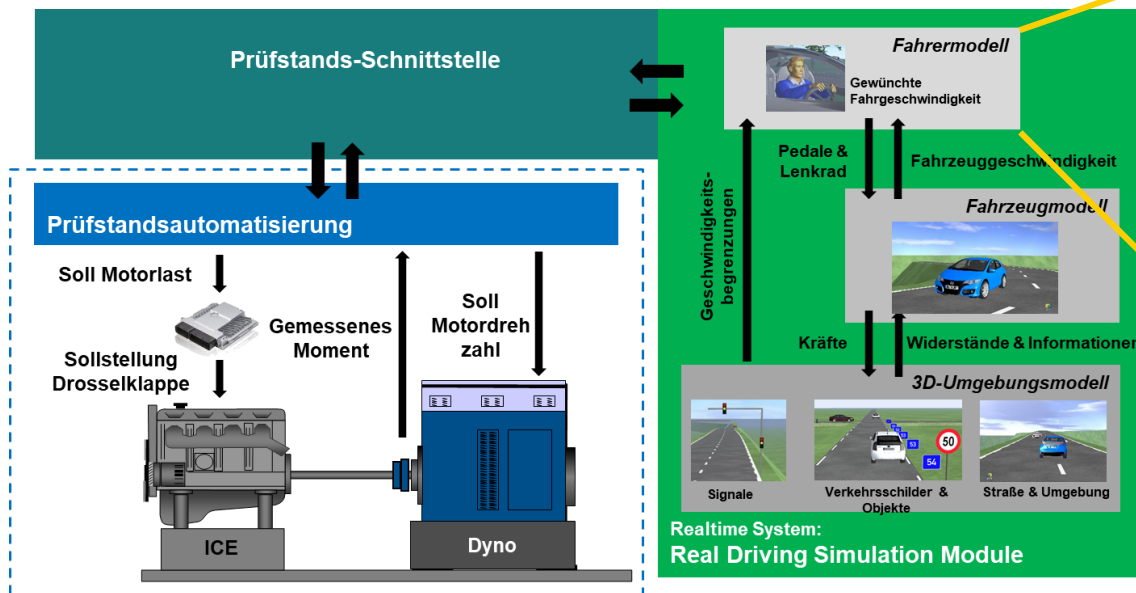 Prüfstands-Schnittstelle
Prüfstandsautomatisierung
Soll Motorlast
Sollstellung
Drosselklappe
Gemessenes
Moment
Soll
Motordreh
zahl
ICE
Dyno
Fahrermodell
Gewünchte
Fahrgeschwindigkeit
Geschwindigkeits-
begrenzungen
Pedale &
Lenkrad
Fahrzeuggeschwindigkeit
Fahrzeugmodell
Kräfte
Widerstände & Informationen
3D-Umgebungsmodell
50
53
54
Signale
Verkehrsschilder &
Objekte
Straße & Umgebung
Realtime System:
Real Driving Simulation Module